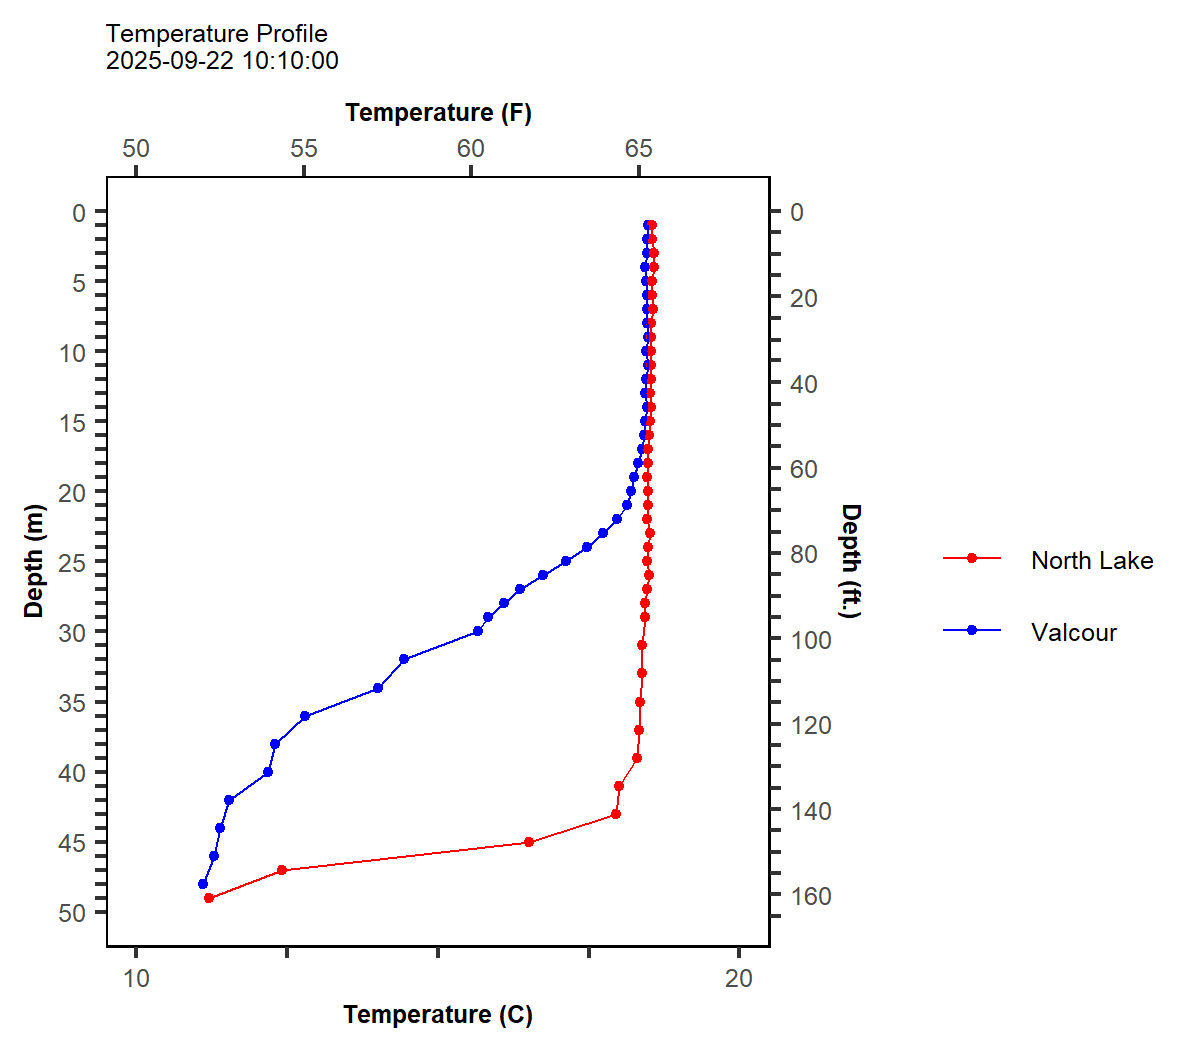 Temperature Profile
2025-09-22 10:10:00
Temperature (F)
50 55 60 65
0 0
5
20
10
40
15
60
20
80
25
30
100
35
120
40
140
45
160
50
Depth (m)
Depth (ft.)
North Lake
Valcour
10 20
Temperature (C)